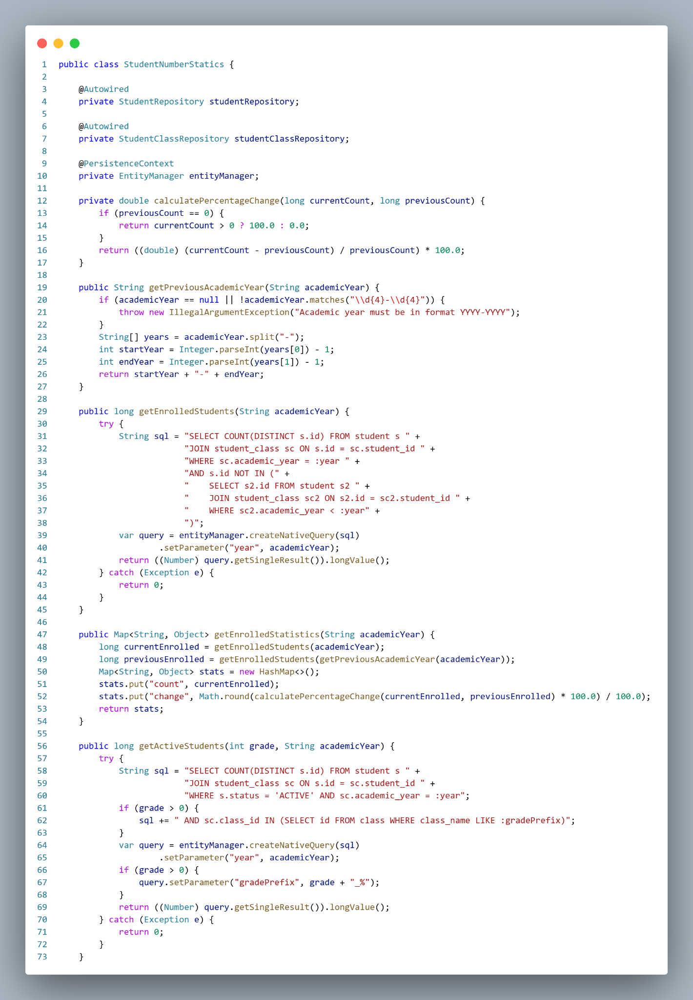 1 public class StudentNumberStatics {
2
3     @Autowired
4     private StudentRepository studentRepository;
5
6     @Autowired
7     private StudentClassRepository studentClassRepository;
8
9     @PersistenceContext
10     private EntityManager entityManager;
11
12     private double calculatePercentageChange(long currentCount, long previousCount) {
13         if (previousCount == 0) {
14             return currentCount > 0 ? 100.0 : 0.0;
15         }
16         return ((double) (currentCount - previousCount) / previousCount) * 100.0;
17     }
18
19     public String getPreviousAcademicYear(String academicYear) {
20         if (academicYear == null || !academicYear.matches("\\d{4}-\\d{4}")) {
21             throw new IllegalArgumentException("Academic year must be in format YYYY-YYYY");
22         }
23         String[] years = academicYear.split("-");
24         int startYear = Integer.parseInt(years[0]) - 1;
25         int endYear = Integer.parseInt(years[1]) - 1;
26         return startYear + "-" + endYear;
27     }
28
29     public long getEnrolledStudents(String academicYear) {
30         try {
31             String sql = "SELECT COUNT(DISTINCT s.id) FROM student s " +
32                          "JOIN student_class sc ON s.id = sc.student_id " +
33                          "WHERE sc.academic_year = :year " +
34                          "AND s.id NOT IN (" +
35                          "    SELECT s2.id FROM student s2 " +
36                          "    JOIN student_class sc2 ON s2.id = sc2.student_id " +
37                          "    WHERE sc2.academic_year < :year" +
38                          ")";
39             var query = entityManager.createNativeQuery(sql)
40                     .setParameter("year", academicYear);
41             return ((Number) query.getSingleResult()).longValue();
42         } catch (Exception e) {
43             return 0;
44         }
45     }
46
47     public Map<String, Object> getEnrolledStatistics(String academicYear) {
48         long currentEnrolled = getEnrolledStudents(academicYear);
49         long previousEnrolled = getEnrolledStudents(getPreviousAcademicYear(academicYear));
50         Map<String, Object> stats = new HashMap<>();
51         stats.put("count", currentEnrolled);
52         stats.put("change", Math.round(calculatePercentageChange(currentEnrolled, previousEnrolled) * 100.0) / 100.0);
53         return stats;
54     }
55
56     public long getActiveStudents(int grade, String academicYear) {
57         try {
58             String sql = "SELECT COUNT(DISTINCT s.id) FROM student s " +
59                          "JOIN student_class sc ON s.id = sc.student_id " +
60                          "WHERE s.status = 'ACTIVE' AND sc.academic_year = :year";
61             if (grade > 0) {
62                 sql += " AND sc.class_id IN (SELECT id FROM class WHERE class_name LIKE :gradePrefix)";
63             }
64             var query = entityManager.createNativeQuery(sql)
65                     .setParameter("year", academicYear);
66             if (grade > 0) {
67                 query.setParameter("gradePrefix", grade + "_%");
68             }
69             return ((Number) query.getSingleResult()).longValue();
70         } catch (Exception e) {
71             return 0;
72         }
73     }